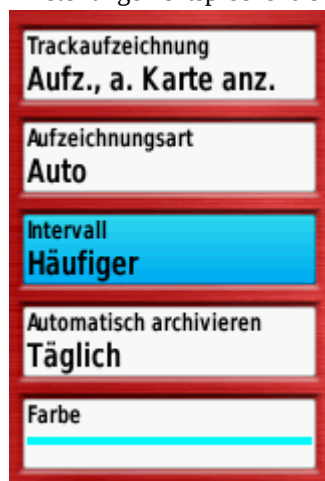 Trackaufzeichnung
Aufz., a. Karte anz.
Aufzeichnungsart
Auto
Intervall
Häufiger
Automatisch archivieren
Täglich
Farbe